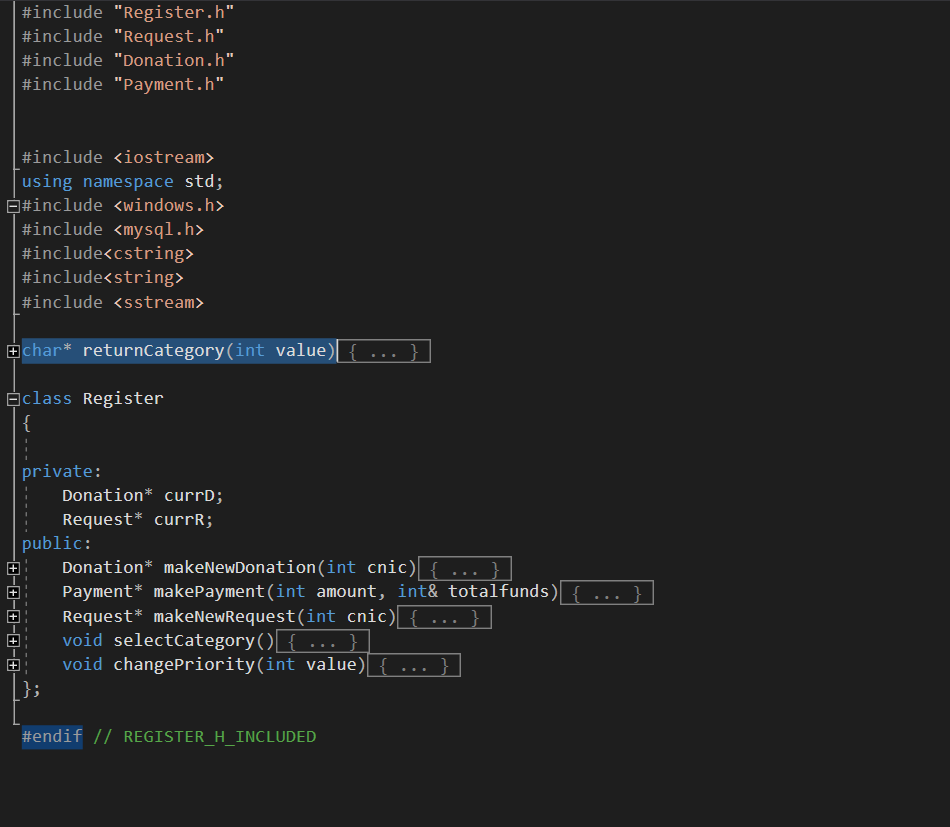 #include "Register.h"
#include "Request.h"
#include "Donation.h"
#include "Payment.h"
#include <iostream>
using namespace std;
#include <windows.h>
#include <mysql.h>
#include<cstring>
#include<string>
#include <sstream>
char* returnCategory(int value){ ... }
class Register
{
private:
    Donation* currD;
    Request* currR;
public:
    Donation* makeNewDonation(int cnic){ ... }
    Payment* makePayment(int amount, int& totalfunds){ ... }
    Request* makeNewRequest(int cnic){ ... }
    void selectCategory(){ ... }
    void changePriority(int value){ ... }
};
#endif // REGISTER_H_INCLUDED